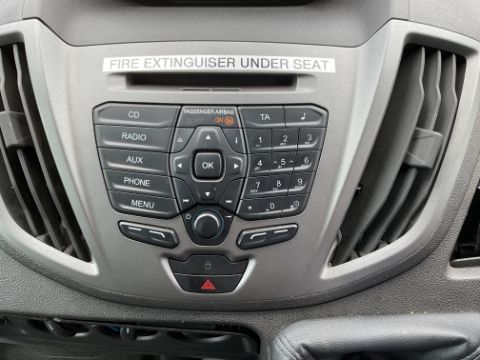 FIRE EXTINGUISER UNDER SEAT
CD
PASSENGER AIRBAG
ON
TA
RADIO
1 2 3
AUX
OK
i
4 5 6
PHONE
7 8 9
MENU
* 0